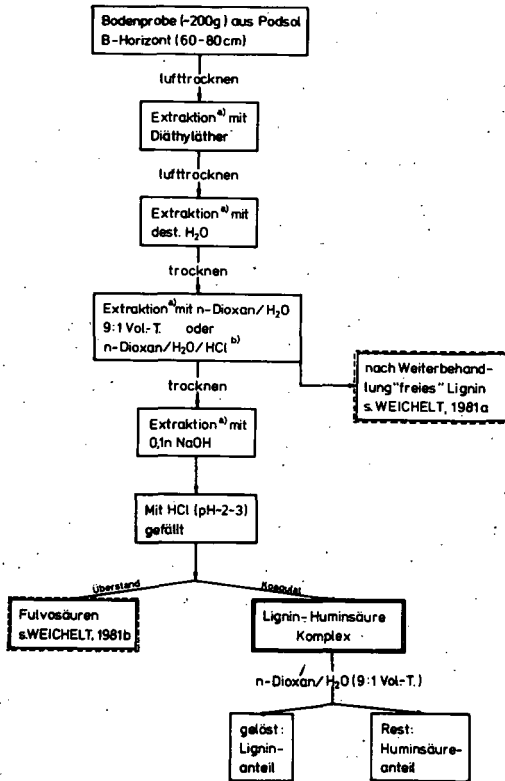 Bodenprobe (~200g) aus Podsol
B-Horizont (60-80cm)
lufttrocknen
Extraktion a) mit
Diäthyläther
lufttrocknen
Extraktion a) mit
dest. H₂O
trocknen
Extraktion a) mit n-Dioxan/H₂O
9:1 Vol.-T. oder
n-Dioxan/H₂O/HCl b)
nach Weiterbehand-
lung "freies" Lignin
s. WEICHELT, 1981a
trocknen
Extraktion a) mit
0,1n NaOH
Mit HCl (pH~2-3)
gefällt
Überstand
Koagulat
Fulvosäuren
s. WEICHELT, 1981b
Lignin-Huminsäure
Komplex
n-Dioxan/H₂O (9:1 Vol.-T.)
gelöst:
Lignin-
anteil
Rest:
Huminsäure-
anteil